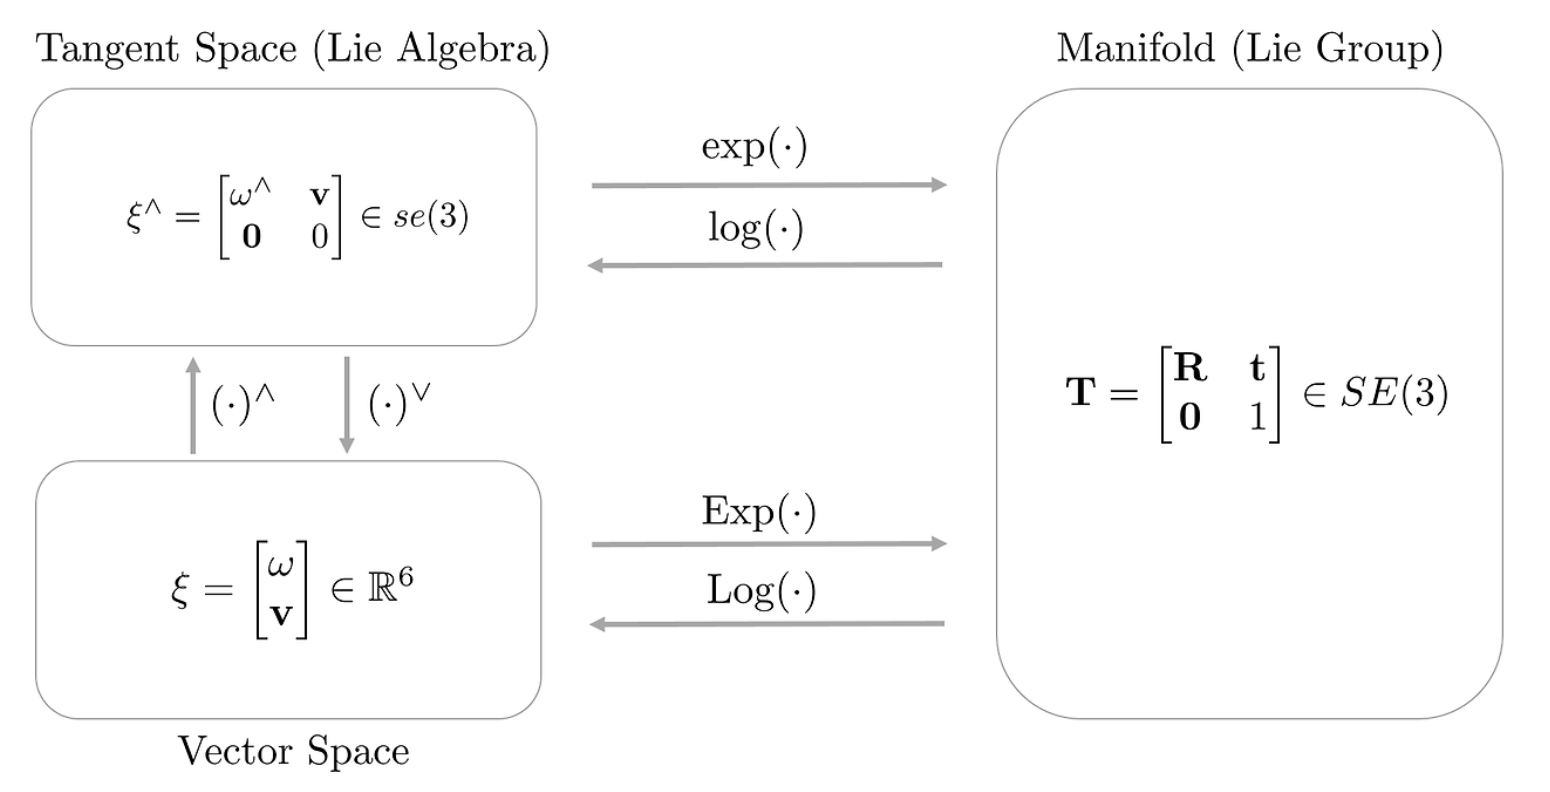 Tangent Space (Lie Algebra)
Manifold (Lie Group)
exp(·)
log(·)
ξ^∧ = [ω^∧ v; 0 0] ∈ se(3)
(·)^∧
(·)^∨
T = [R t; 0 1] ∈ SE(3)
Exp(·)
Log(·)
ξ = [ω; v] ∈ ℝ⁶
Vector Space